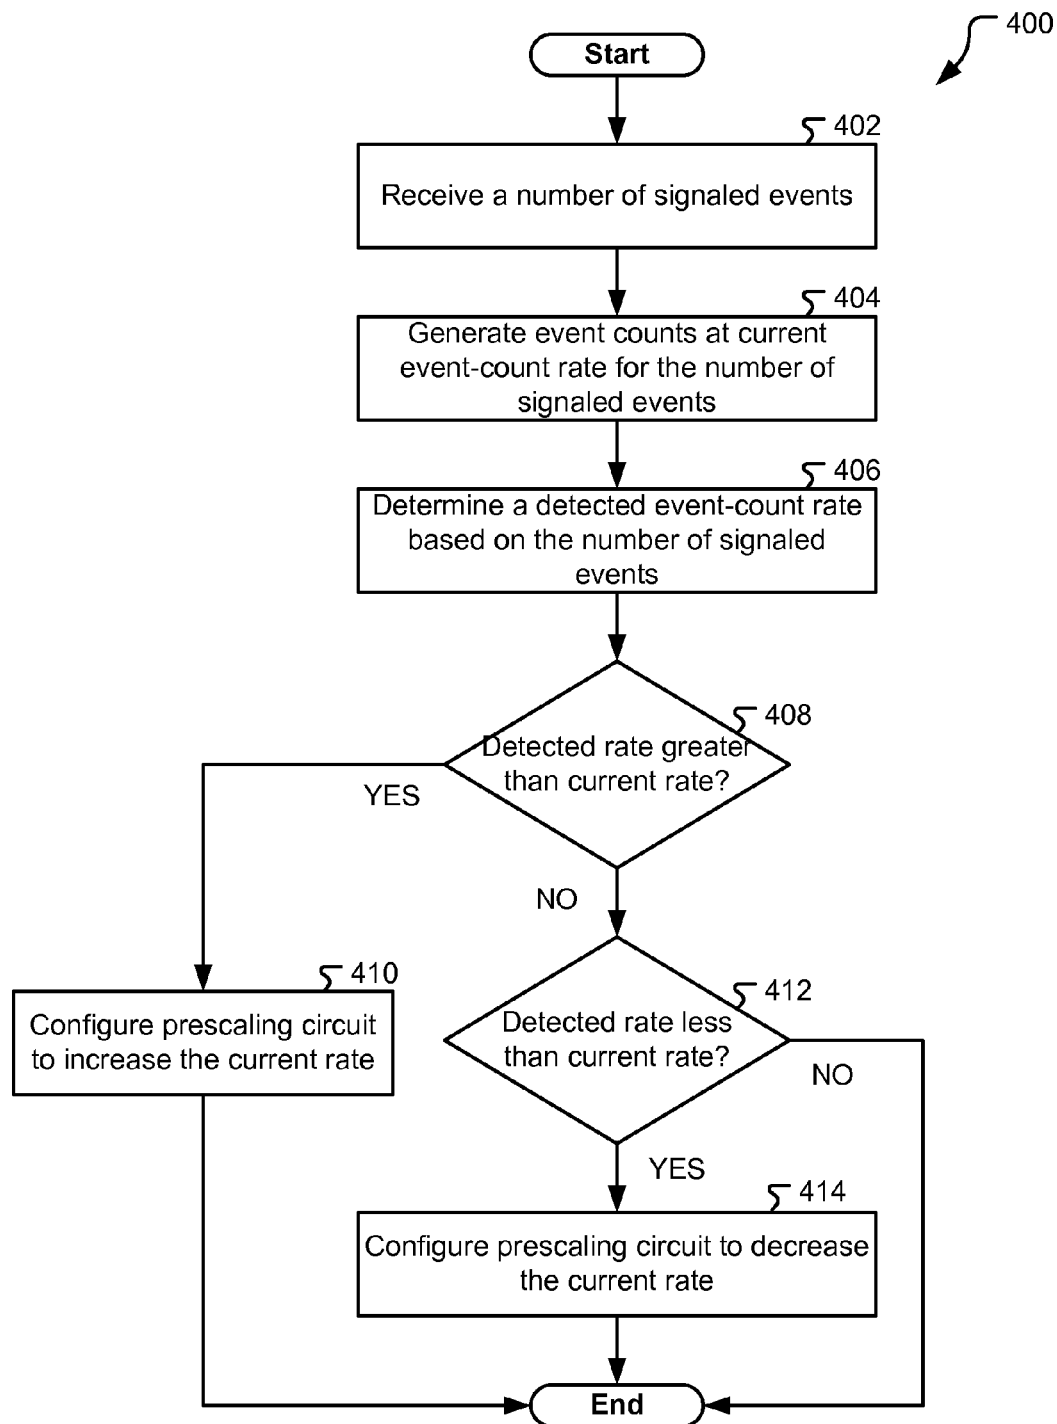 400
Start
402
Receive a number of signaled events
404
Generate event counts at current
event-count rate for the number of
signaled events
406
Determine a detected event-count rate
based on the number of signaled
events
408
Detected rate greater
than current rate?
YES
NO
410
Configure prescaling circuit
to increase the current rate
412
Detected rate less
than current rate?
NO
YES
414
Configure prescaling circuit to decrease
the current rate
End